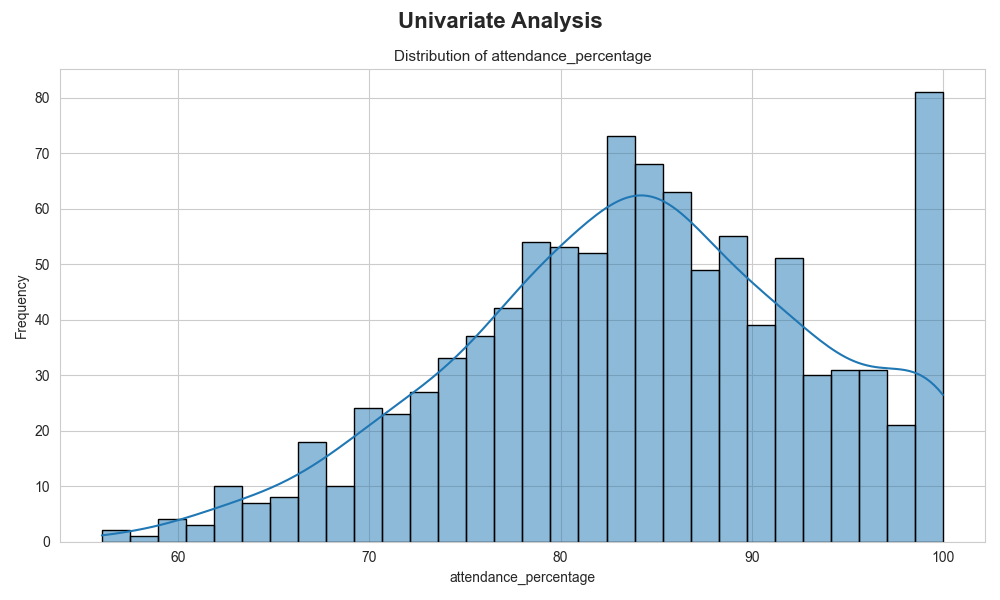 Univariate Analysis
Distribution of attendance_percentage
80
70
60
50
40
30
20
10
0
Frequency
60 70 80 90 100
attendance_percentage